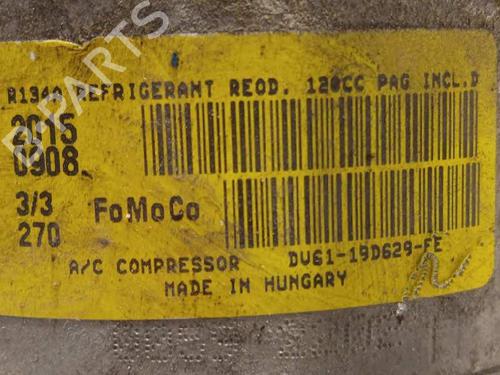 R134A REFRIGERANT REQD. 120CC PAG INCL.D
2015
0908
3/3
270
FoMoCo
A/C COMPRESSOR DV61-19D629-FE
MADE IN HUNGARY
B PARTS